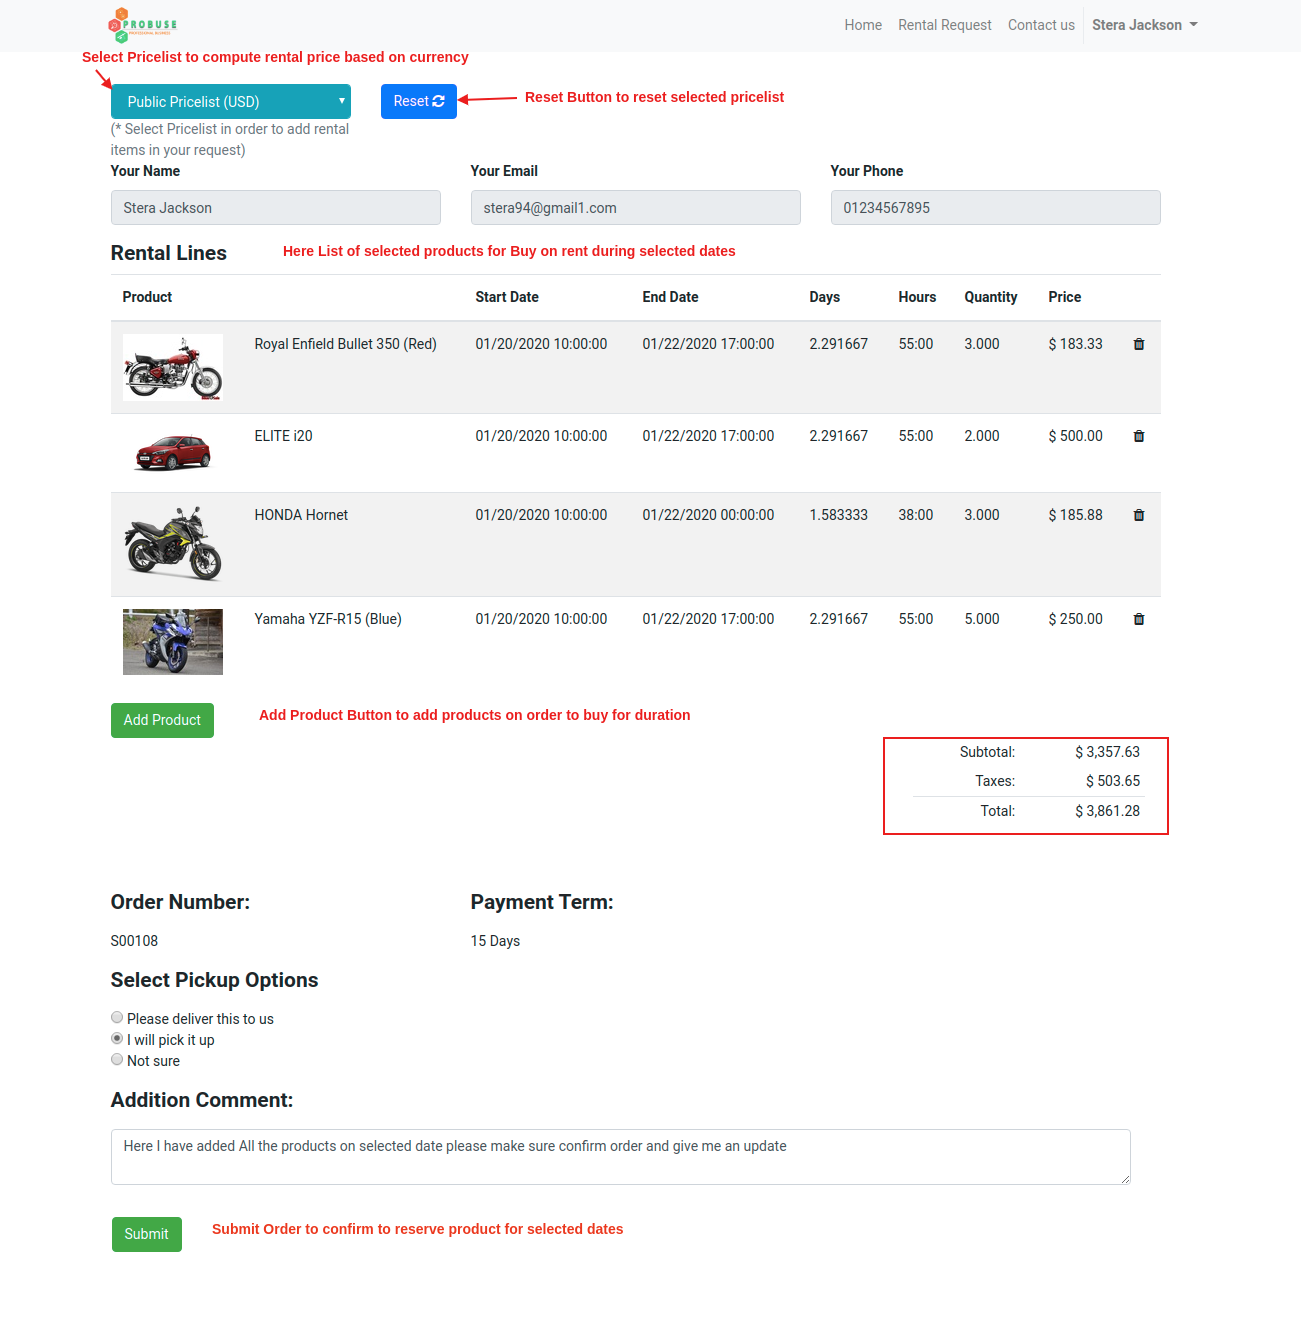 PROBUSE
Home Rental Request Contact us Stera Jackson
Select Pricelist to compute rental price based on currency
Public Pricelist (USD) Reset Reset Button to reset selected pricelist
(* Select Pricelist in order to add rental
items in your request)
Your Name Your Email Your Phone
Stera Jackson stera94@gmail1.com 01234567895
Rental Lines Here List of selected products for Buy on rent during selected dates
Product Start Date End Date Days Hours Quantity Price
Royal Enfield Bullet 350 (Red) 01/20/2020 10:00:00 01/22/2020 17:00:00 2.291667 55:00 3.000 $ 183.33
ELITE i20 01/20/2020 10:00:00 01/22/2020 17:00:00 2.291667 55:00 2.000 $ 500.00
HONDA Hornet 01/20/2020 10:00:00 01/22/2020 00:00:00 1.583333 38:00 3.000 $ 185.88
Yamaha YZF-R15 (Blue) 01/20/2020 10:00:00 01/22/2020 17:00:00 2.291667 55:00 5.000 $ 250.00
Add Product Add Product Button to add products on order to buy for duration
Subtotal: $ 3,357.63
Taxes: $ 503.65
Total: $ 3,861.28
Order Number: Payment Term:
S00108 15 Days
Select Pickup Options
Please deliver this to us
I will pick it up
Not sure
Addition Comment:
Here I have added All the products on selected date please make sure confirm order and give me an update
Submit Submit Order to confirm to reserve product for selected dates